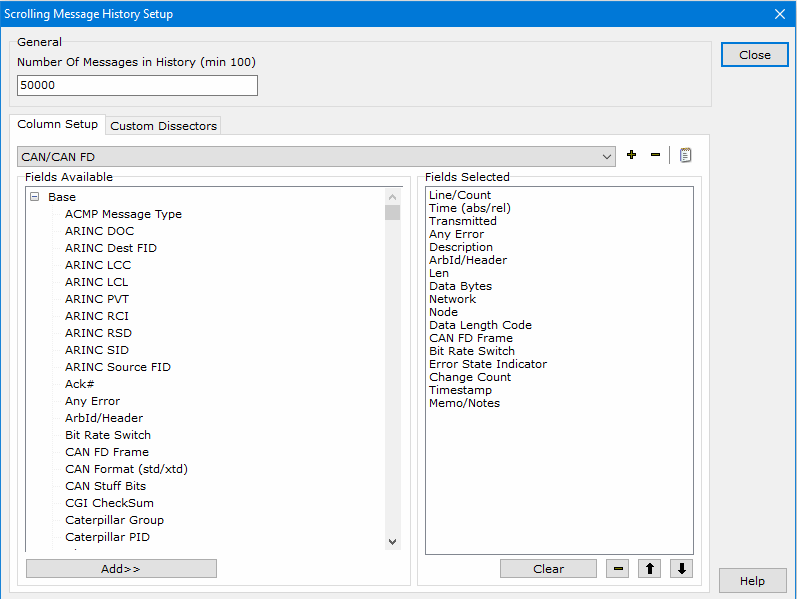 Scrolling Message History Setup
General
Number Of Messages in History (min 100)
50000
Close
Column Setup
Custom Dissectors
CAN/CAN FD
Fields Available
Base
ACMP Message Type
ARINC DOC
ARINC Dest FID
ARINC LCC
ARINC LCL
ARINC PVT
ARINC RCI
ARINC RSD
ARINC SID
ARINC Source FID
Ack#
Any Error
ArbId/Header
Bit Rate Switch
CAN FD Frame
CAN Format (std/xtd)
CAN Stuff Bits
CGI CheckSum
Caterpillar Group
Caterpillar PID
Add>>
Fields Selected
Line/Count
Time (abs/rel)
Transmitted
Any Error
Description
ArbId/Header
Len
Data Bytes
Network
Node
Data Length Code
CAN FD Frame
Bit Rate Switch
Error State Indicator
Change Count
Timestamp
Memo/Notes
Clear
Help